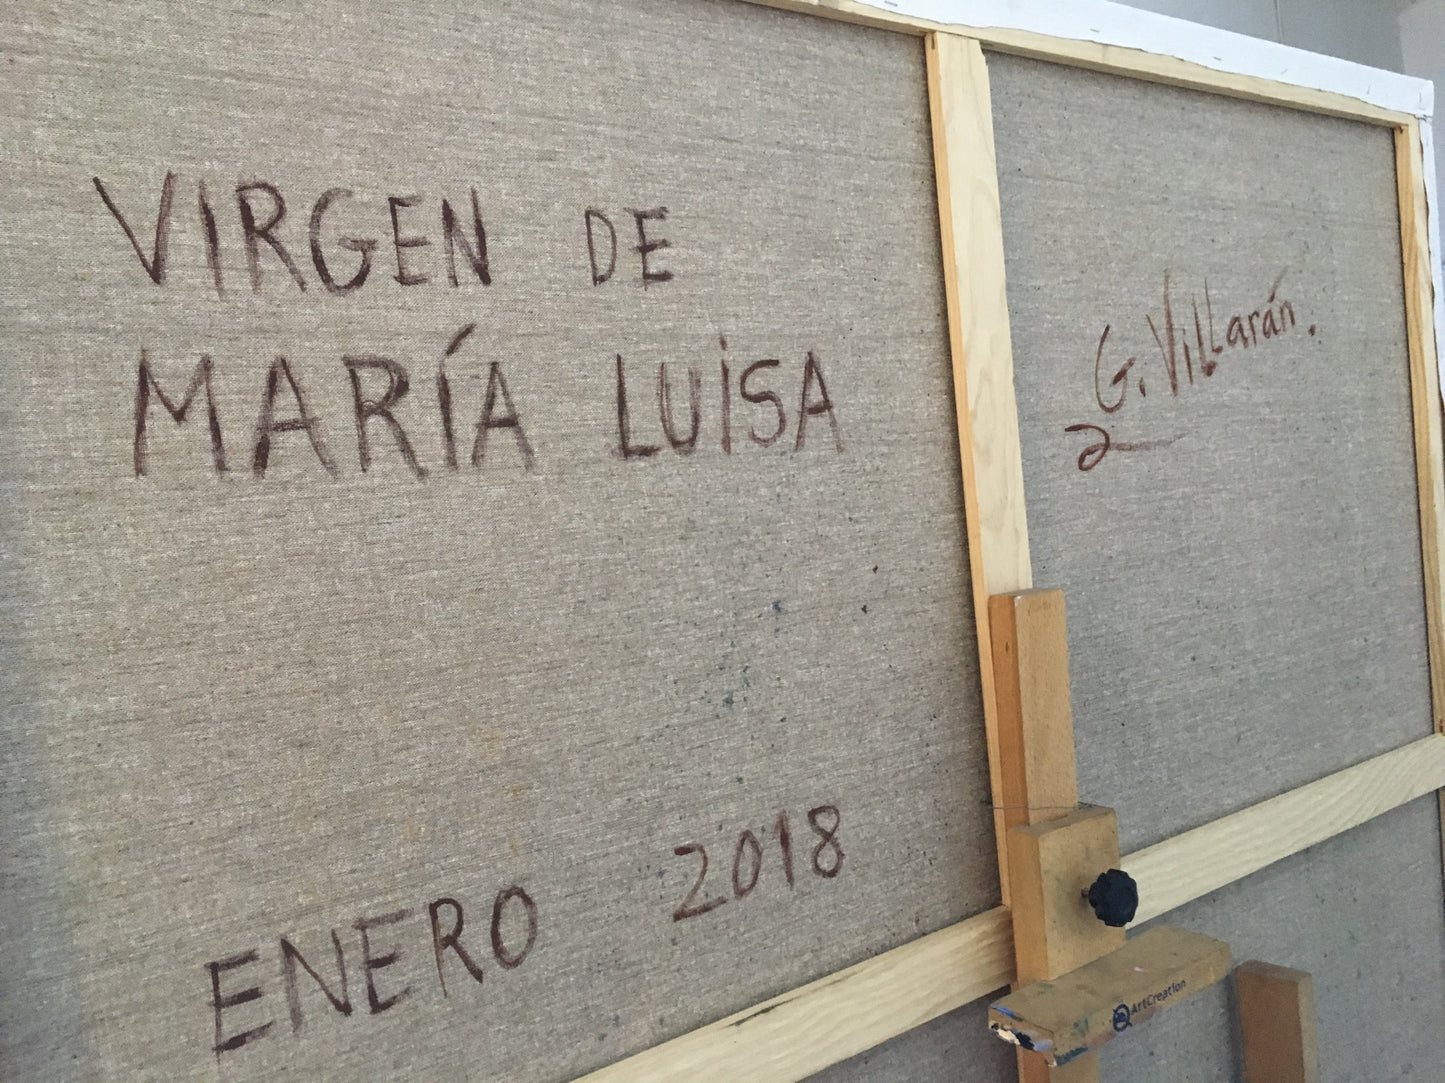 VIRGEN DE
MARÍA LUISA
G. ViLLarán.
ENERO 2018
ArtCreation